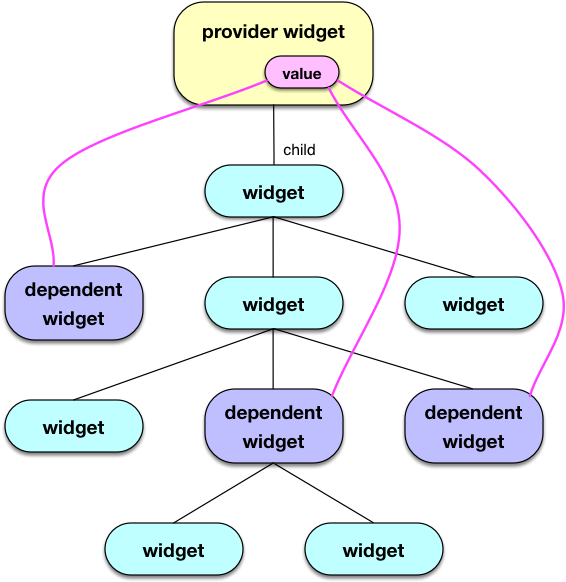 provider widget
value
child
widget
dependent
widget
widget
widget
widget
dependent
widget
dependent
widget
widget
widget